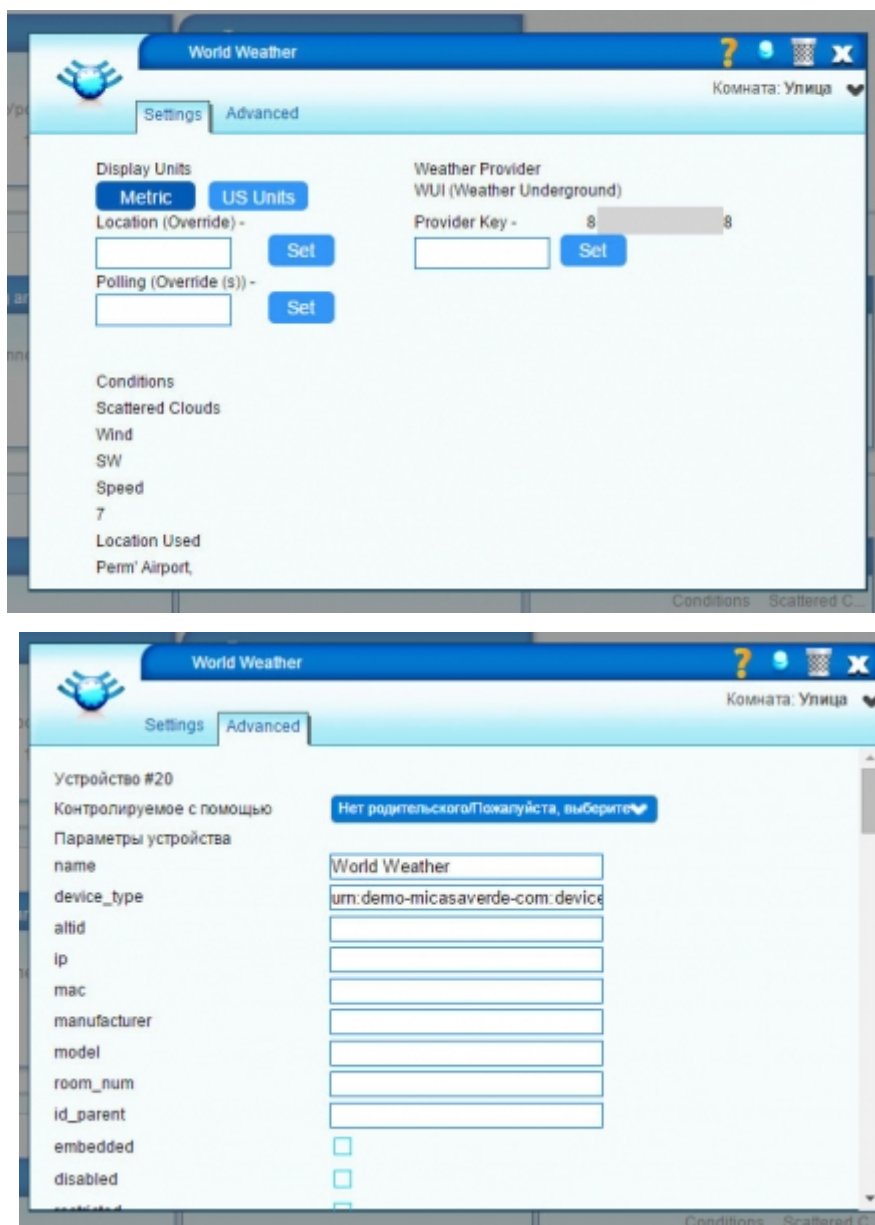 World Weather
Комната: Улица
Settings Advanced
Display Units
Metric US Units
Location (Override) -
Set
Polling (Override (s)) -
Set
Weather Provider
WUI (Weather Underground)
Provider Key - 8 8
Set
Conditions
Scattered Clouds
Wind
SW
Speed
7
Location Used
Perm' Airport,
Conditions Scattered C...
World Weather
Комната: Улица
Settings Advanced
Устройство #20
Контролируемое с помощью Нет родительского/Пожалуйста, выберите
Параметры устройства
name World Weather
device_type urn:demo-micasaverde-com:device
altid
ip
mac
manufacturer
model
room_num
id_parent
embedded
disabled
Conditions Scattered C